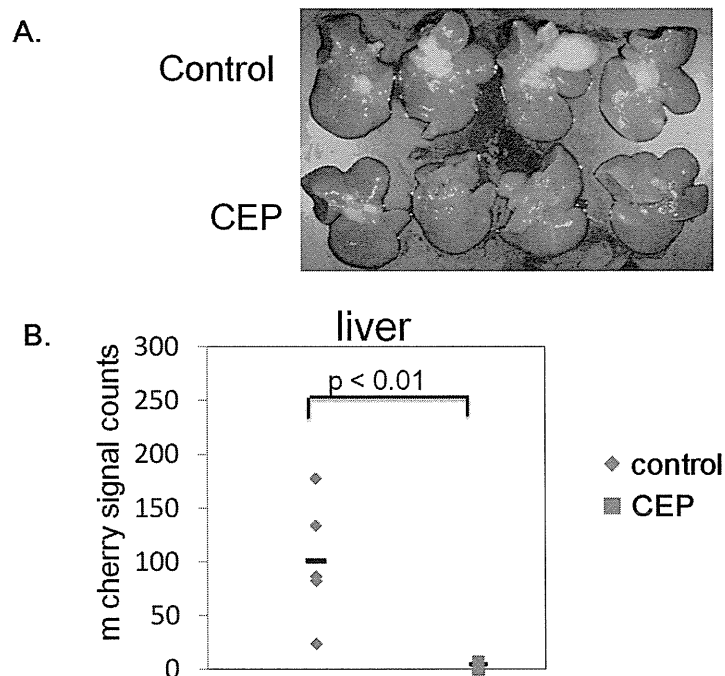 A.
Control
CEP
B.
liver
m cherry signal counts
300
250
200
150
100
50
0
p < 0.01
control
CEP